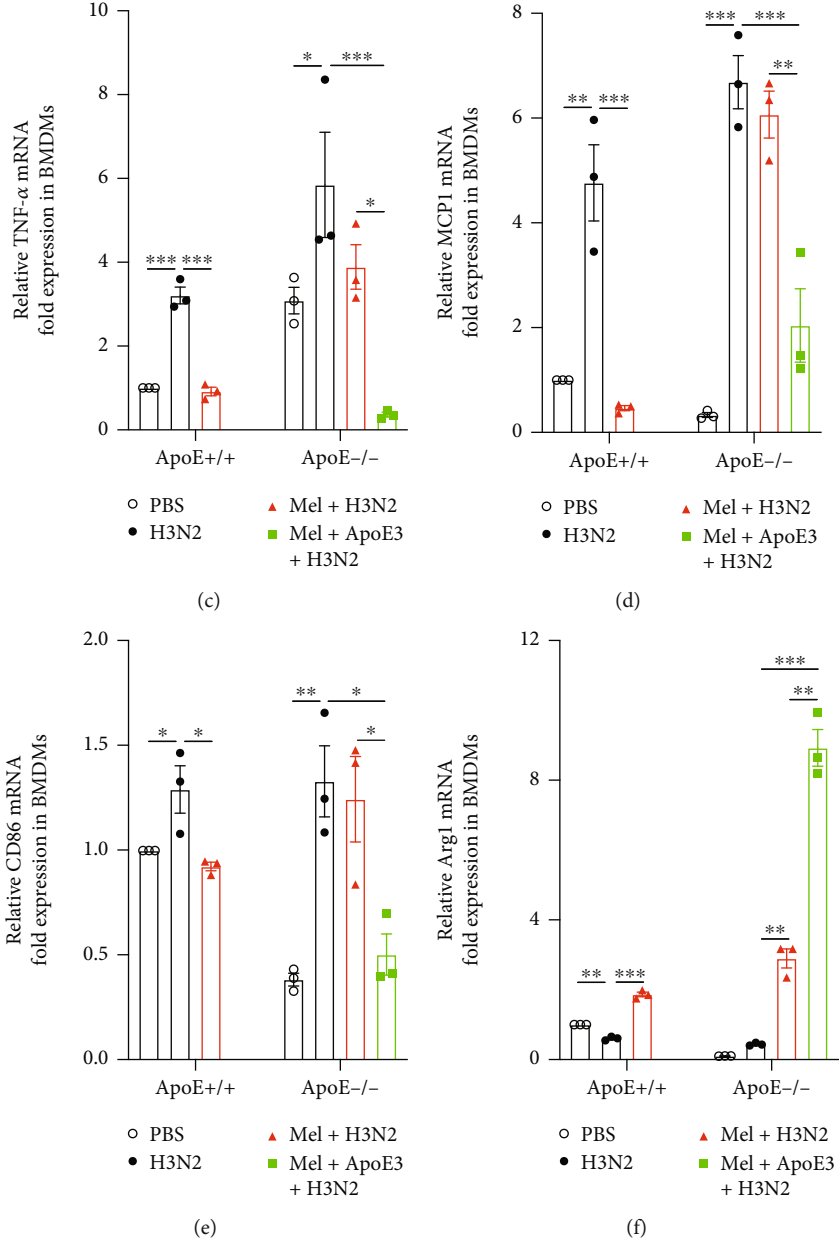 Relative TNF-α mRNA
fold expression in BMDMs
10
8
6
4
2
0
*
***
*
***
***
ApoE+/+
ApoE−/−
PBS
H3N2
Mel + H3N2
Mel + ApoE3
+ H3N2
(c)
Relative MCP1 mRNA
fold expression in BMDMs
8
6
4
2
0
***
***
**
**
***
ApoE+/+
ApoE−/−
PBS
H3N2
Mel + H3N2
Mel + ApoE3
+ H3N2
(d)
Relative CD86 mRNA
fold expression in BMDMs
2.0
1.5
1.0
0.5
0.0
**
*
*
*
*
ApoE+/+
ApoE−/−
PBS
H3N2
Mel + H3N2
Mel + ApoE3
+ H3N2
(e)
Relative Arg1 mRNA
fold expression in BMDMs
12
8
4
0
***
**
**
**
***
ApoE+/+
ApoE−/−
PBS
H3N2
Mel + H3N2
Mel + ApoE3
+ H3N2
(f)